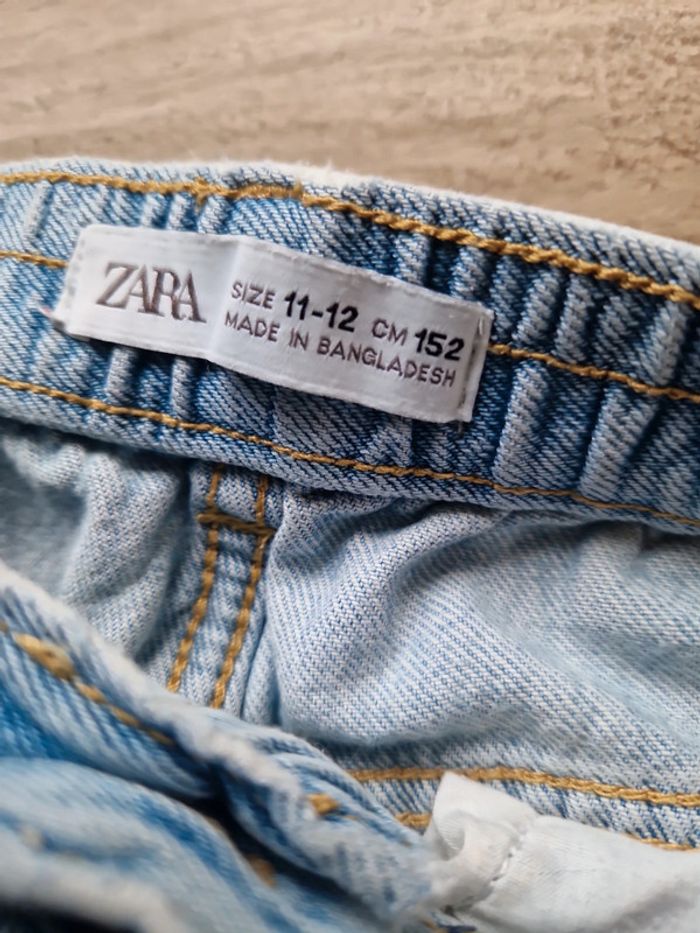 ZARA
SIZE 11-12 CM 152
MADE IN BANGLADESH